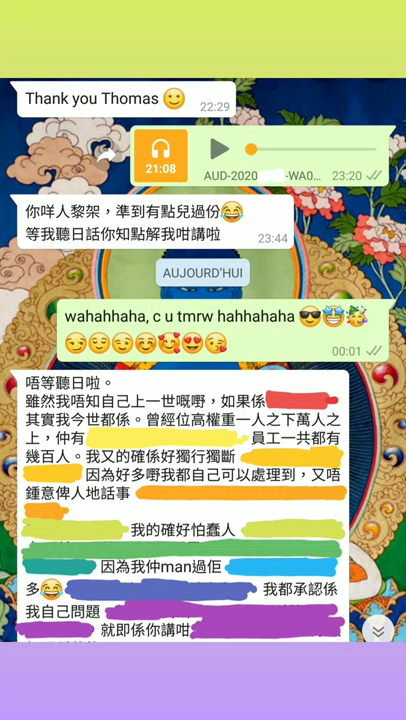 Thank you Thomas 🙂
22:29
21:08
AUD-2020 -WA0...
23:20
你咩人黎架，準到有點兒過份😂
等我聽日話你知點解我咁講啦
23:44
AUJOURD'HUI
wahahhaha, c u tmrw hahhahaha 😎🤩🥳
😏😌😉☺️🥰😍😘
00:01
唔等聽日啦。
雖然我唔知自己上一世嘅嘢，如果係
其實我今世都係。曾經位高權重一人之下萬人之
上，仲有 員工一共都有
幾百人。我又的確係好獨行獨斷
因為好多嘢我都自己可以處理到，又唔
鍾意俾人地話事
我的確好怕蠢人
因為我仲man過佢
多😂 我都承認係
我自己問題
就即係你講咁